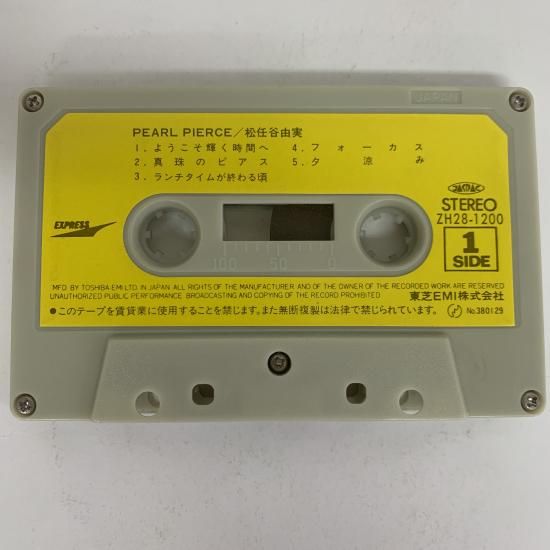 JAPAN
PEARL PIERCE/松任谷由実
1. ようこそ輝く時間へ 4. フォーカス
2. 真珠のピアス 5. 夕涼み
3. ランチタイムが終わる頃
EXPRESS
JASRAC
STEREO
ZH28-1200
1
SIDE
100 50 0
MFD BY TOSHIBA-EMI LTD. IN JAPAN ALL RIGHTS OF THE MANUFACTURER AND OF THE OWNER OF THE RECORDED WORK ARE RESERVED
UNAUTHORIZED PUBLIC PERFORMANCE BROADCASTING AND COPYING OF THE RECORD PROHIBITED 東芝EMI株式会社
●このテープを賃貸業に使用することを禁じます。また無断複製は法律で禁じられています。 No.380129